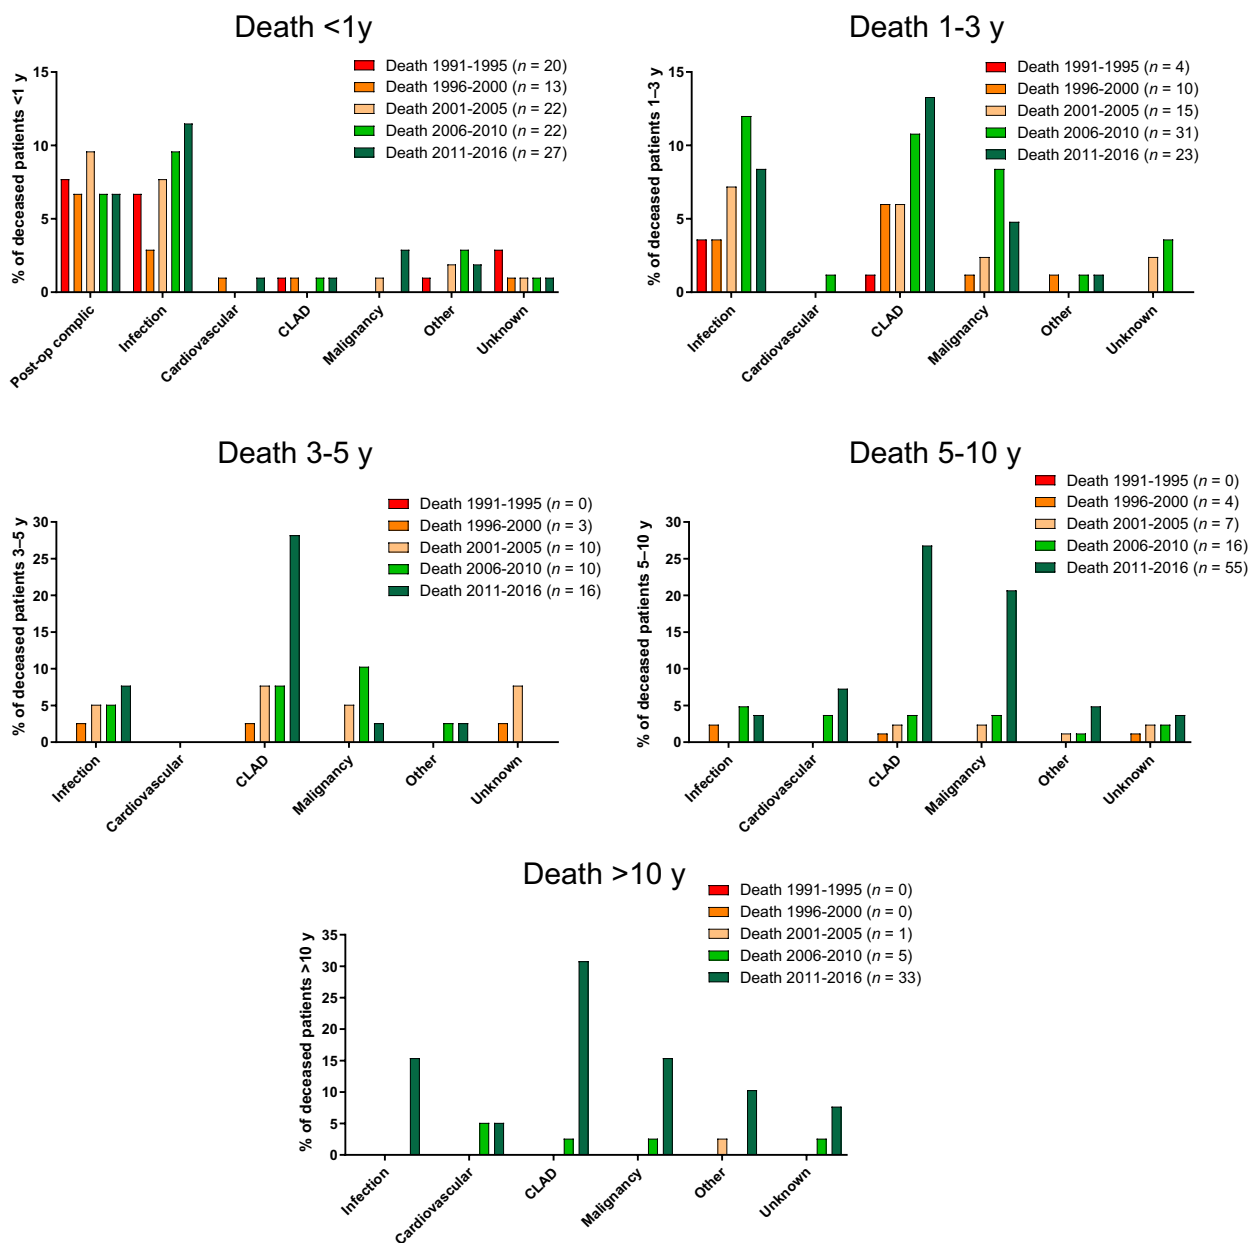 Death <1y
% of deceased patients <1 y
15
10
5
0
Death 1991-1995 (n = 20)
Death 1996-2000 (n = 13)
Death 2001-2005 (n = 22)
Death 2006-2010 (n = 22)
Death 2011-2016 (n = 27)
Post-op complic
Infection
Cardiovascular
CLAD
Malignancy
Other
Unknown
Death 1-3 y
% of deceased patients 1–3 y
15
10
5
0
Death 1991-1995 (n = 4)
Death 1996-2000 (n = 10)
Death 2001-2005 (n = 15)
Death 2006-2010 (n = 31)
Death 2011-2016 (n = 23)
Infection
Cardiovascular
CLAD
Malignancy
Other
Unknown
Death 3-5 y
% of deceased patients 3–5 y
30
25
20
15
10
5
0
Death 1991-1995 (n = 0)
Death 1996-2000 (n = 3)
Death 2001-2005 (n = 10)
Death 2006-2010 (n = 10)
Death 2011-2016 (n = 16)
Infection
Cardiovascular
CLAD
Malignancy
Other
Unknown
Death 5-10 y
% of deceased patients 5–10 y
30
25
20
15
10
5
0
Death 1991-1995 (n = 0)
Death 1996-2000 (n = 4)
Death 2001-2005 (n = 7)
Death 2006-2010 (n = 16)
Death 2011-2016 (n = 55)
Infection
Cardiovascular
CLAD
Malignancy
Other
Unknown
Death >10 y
% of deceased patients >10 y
35
30
25
20
15
10
5
0
Death 1991-1995 (n = 0)
Death 1996-2000 (n = 0)
Death 2001-2005 (n = 1)
Death 2006-2010 (n = 5)
Death 2011-2016 (n = 33)
Infection
Cardiovascular
CLAD
Malignancy
Other
Unknown